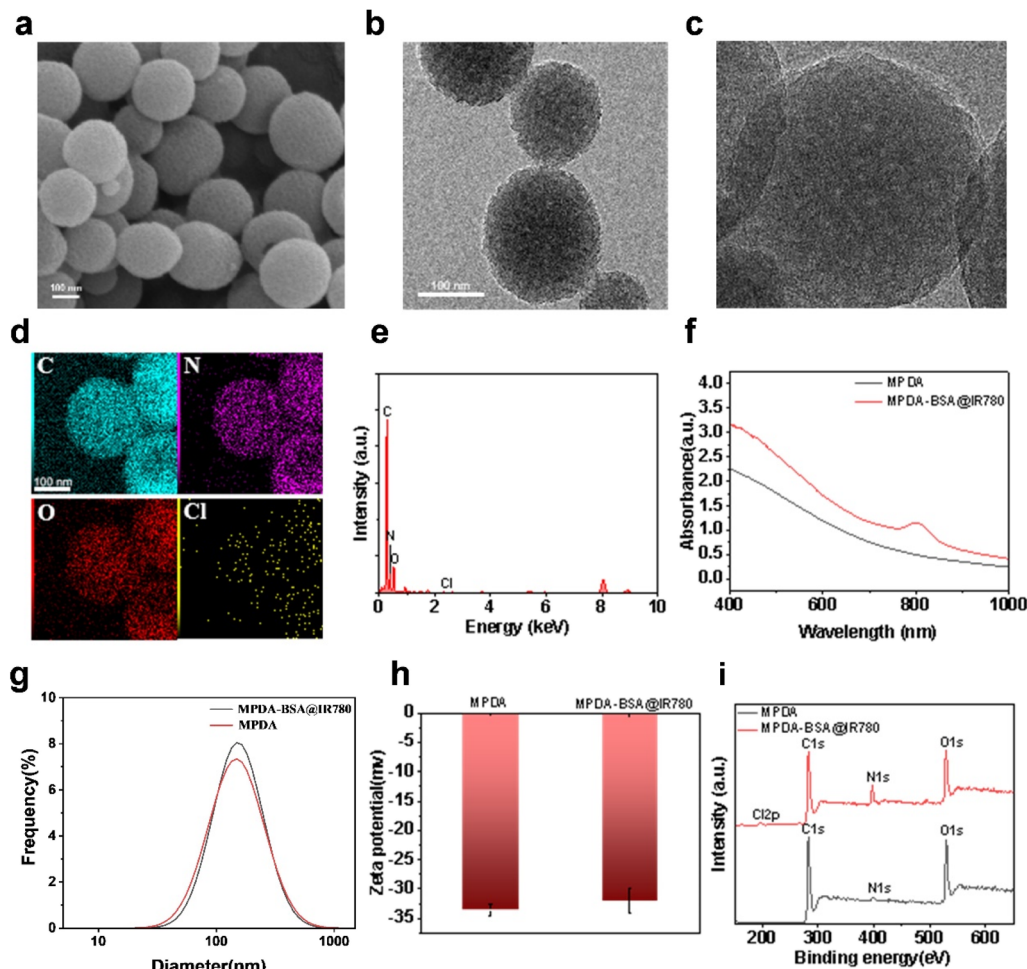 a
b
c
100 nm
100 nm
d
e
f
C
N
100 nm
O
Cl
Intensity (a.u.)
C
N
O
Cl
0
2
4
6
8
10
Energy (keV)
Absorbance(a.u.)
4.0
3.5
3.0
2.5
2.0
1.5
1.0
0.5
0.0
MPDA
MPDA-BSA@IR780
400
600
800
1000
Wavelength (nm)
g
h
i
Frequency(%)
10
8
6
4
2
0
MPDA-BSA@IR780
MPDA
10
100
1000
Diameter(nm)
MPDA
MPDA-BSA@IR780
Zeta potential(mv)
0
-5
-10
-15
-20
-25
-30
-35
Intensity (a.u.)
MPDA
MPDA-BSA@IR780
C1s
O1s
N1s
Cl2p
C1s
O1s
N1s
200
300
400
500
600
Binding energy(eV)